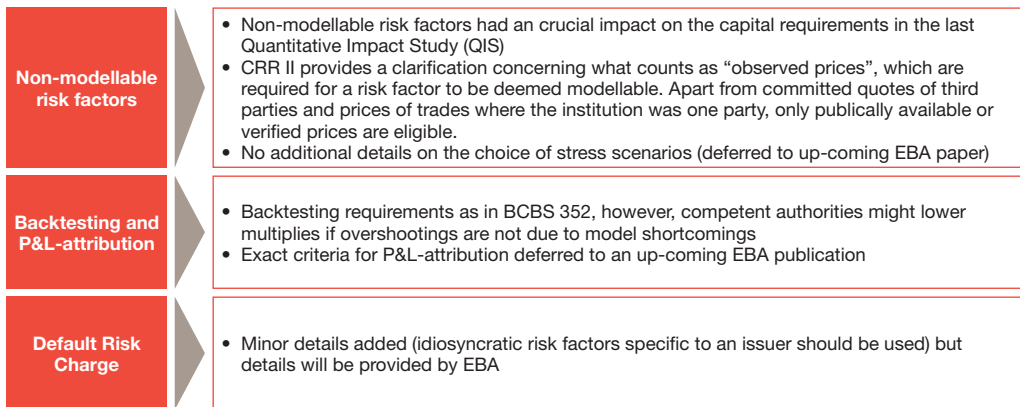 Non-modellable
risk factors
• Non-modellable risk factors had an crucial impact on the capital requirements in the last
Quantitative Impact Study (QIS)
• CRR II provides a clarification concerning what counts as “observed prices”, which are
required for a risk factor to be deemed modellable. Apart from committed quotes of third
parties and prices of trades where the institution was one party, only publically available or
verified prices are eligible.
• No additional details on the choice of stress scenarios (deferred to up-coming EBA paper)
Backtesting and
P&L-attribution
• Backtesting requirements as in BCBS 352, however, competent authorities might lower
multiplies if overshootings are not due to model shortcomings
• Exact criteria for P&L-attribution deferred to an up-coming EBA publication
Default Risk
Charge
• Minor details added (idiosyncratic risk factors specific to an issuer should be used) but
details will be provided by EBA